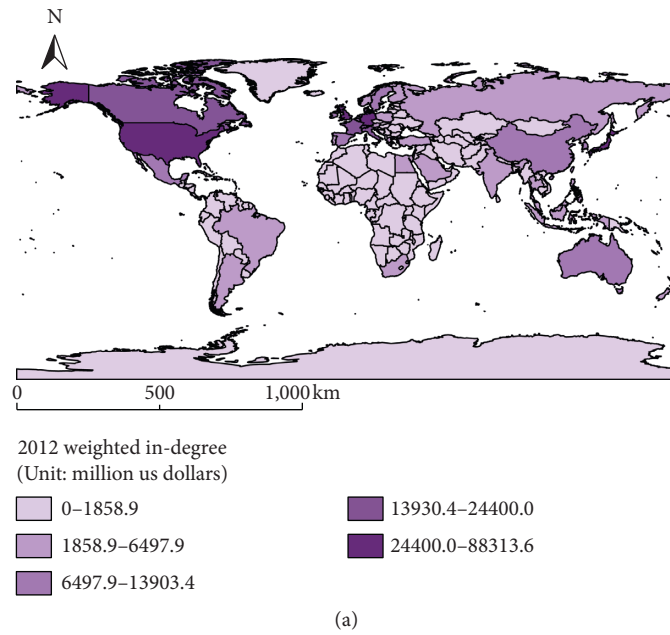 N
0 500 1,000 km
2012 weighted in-degree
(Unit: million us dollars)
0–1858.9
1858.9–6497.9
6497.9–13903.4
13930.4–24400.0
24400.0–88313.6
(a)